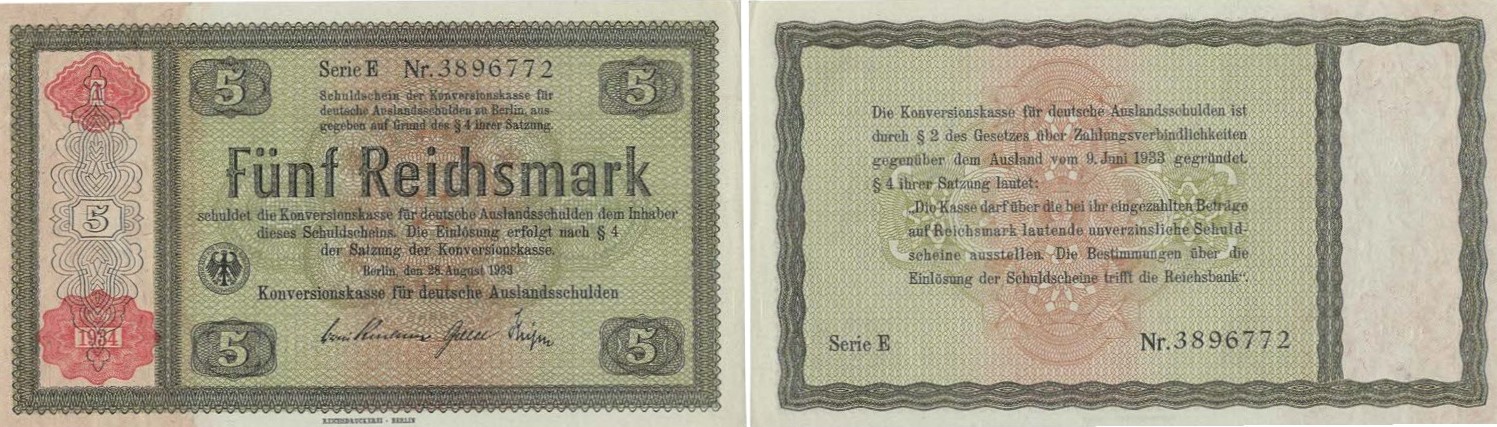 5
5
Serie E Nr. 3896772
Schuldschein der Konversionskasse für
deutsche Auslandsschulden zu Berlin, aus-
gegeben auf Grund des § 4 ihrer Satzung.
Fünf Reichsmark
schuldet die Konversionskasse für deutsche Auslandsschulden dem Inhaber
dieses Schuldscheins. Die Einlösung erfolgt nach § 4
der Satzung der Konversionskasse.
Berlin, den 28. August 1933
Konversionskasse für deutsche Auslandsschulden
5
5
5
1934
REICHSDRUCKEREI · BERLIN
Die Konversionskasse für deutsche Auslandsschulden ist
durch § 2 des Gesetzes über Zahlungsverbindlichkeiten
gegenüber dem Ausland vom 9. Juni 1933 gegründet.
§ 4 ihrer Satzung lautet:
„Die Kasse darf über die bei ihr eingezahlten Beträge
auf Reichsmark lautende unverzinsliche Schuld-
scheine ausstellen. Die Bestimmungen über die
Einlösung der Schuldscheine trifft die Reichsbank“.
Serie E Nr. 3896772